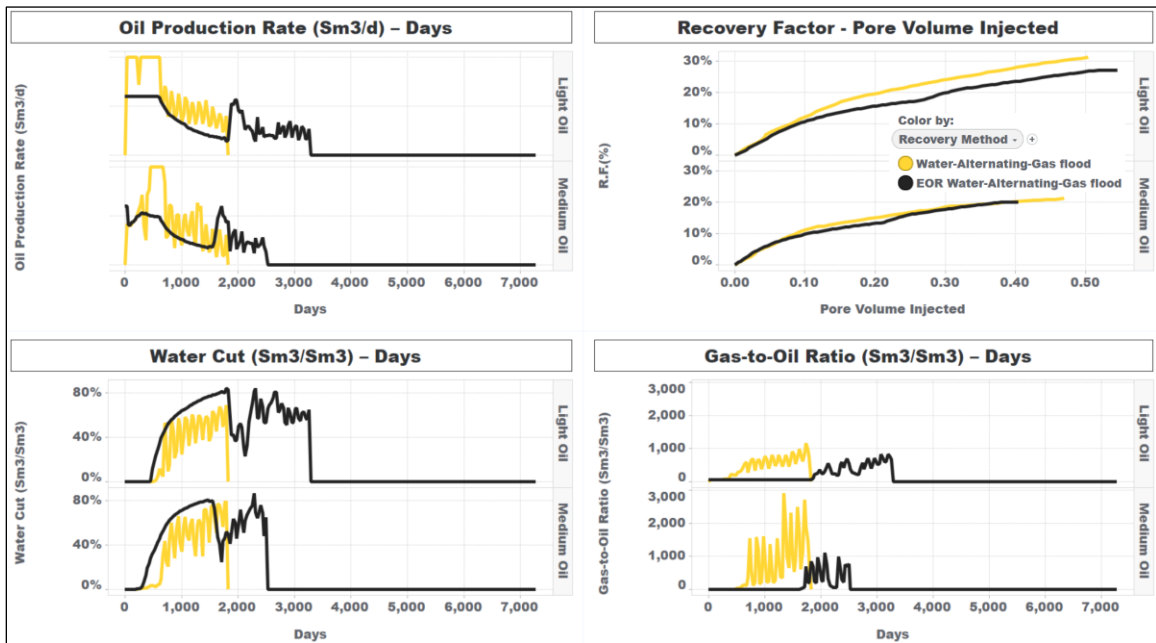 Oil Production Rate (Sm3/d) – Days
Oil Production Rate (Sm3/d)
Light Oil
Medium Oil
0
1,000
2,000
3,000
4,000
5,000
6,000
7,000
Days
Recovery Factor - Pore Volume Injected
R.F.(%)
30%
20%
10%
0%
Light Oil
30%
20%
10%
0%
Medium Oil
Color by:
Recovery Method - +
Water-Alternating-Gas flood
EOR Water-Alternating-Gas flood
0.00
0.10
0.20
0.30
0.40
0.50
Pore Volume Injected
Water Cut (Sm3/Sm3) – Days
Water Cut (Sm3/Sm3)
80%
40%
0%
Light Oil
80%
40%
0%
Medium Oil
0
1,000
2,000
3,000
4,000
5,000
6,000
7,000
Days
Gas-to-Oil Ratio (Sm3/Sm3) – Days
Gas-to-Oil Ratio (Sm3/Sm3)
3,000
2,000
1,000
0
Light Oil
3,000
2,000
1,000
0
Medium Oil
0
1,000
2,000
3,000
4,000
5,000
6,000
7,000
Days